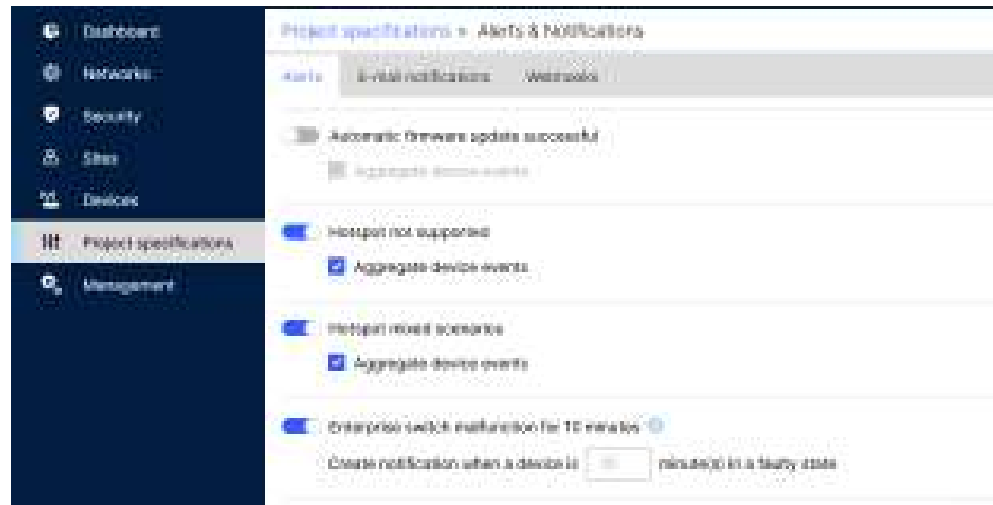 Dashboard
Networks
Security
Sites
Devices
Project specifications
Management
Project specifications » Alerts & Notifications
Alerts E-mail notifications Webhooks
Automatic firmware update successful
Aggregate device events
Hotspot not supported
Aggregate device events
Hotspot mixed scenarios
Aggregate device events
Enterprise switch malfunction for 10 minutes
Create notification when a device is minute(s) in a faulty state